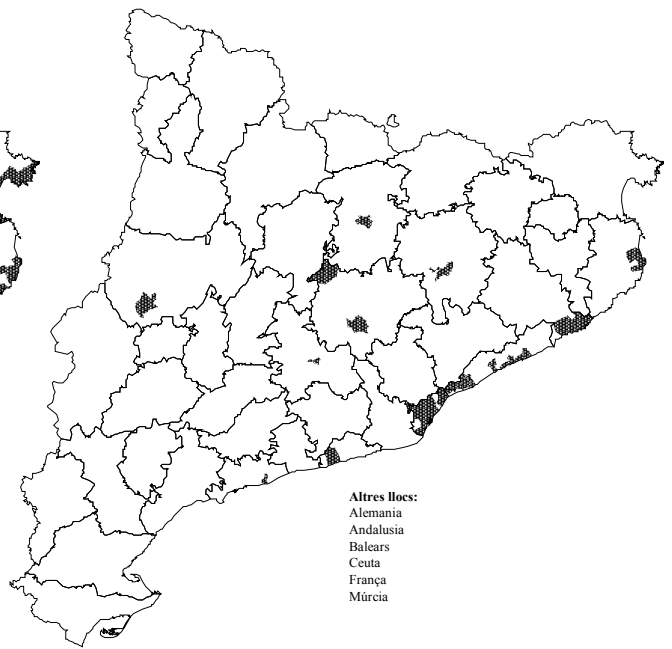 Altres llocs:
Alemania
Andalusia
Balears
Ceuta
França
Múrcia